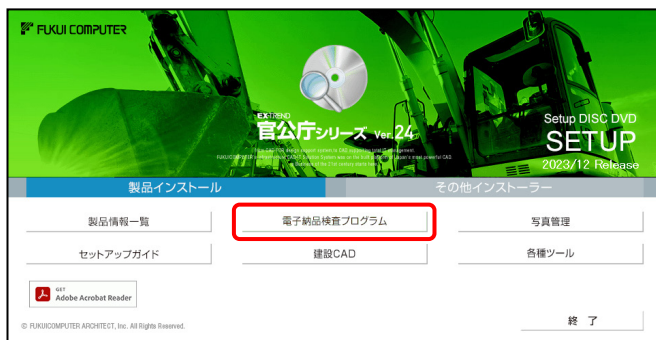 FUKUI COMPUTER
EX-TREND
官公庁シリーズ Ver.24
Setup DISC DVD
SETUP
2023/12 Release
製品インストール
その他インストーラー
製品情報一覧
電子納品検査プログラム
写真管理
セットアップガイド
建設CAD
各種ツール
GET
Adobe Acrobat Reader
© FUKUICOMPUTER ARCHITECT, Inc. All Rights Reserved.
終 了